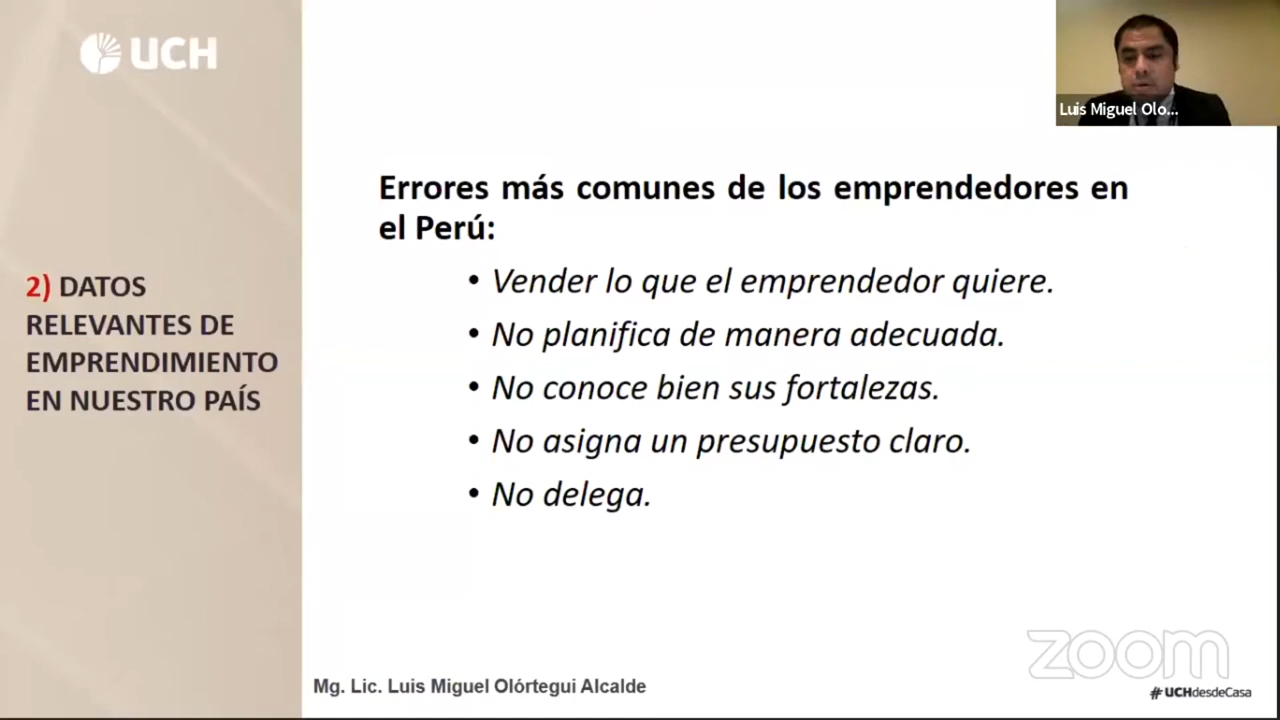 UCH
Luis Miguel Olo...
Errores más comunes de los emprendedores en
el Perú:
• Vender lo que el emprendedor quiere.
• No planifica de manera adecuada.
• No conoce bien sus fortalezas.
• No asigna un presupuesto claro.
• No delega.
2) DATOS
RELEVANTES DE
EMPRENDIMIENTO
EN NUESTRO PAÍS
Mg. Lic. Luis Miguel Olórtegui Alcalde
zoom
#UCHdesdeCasa